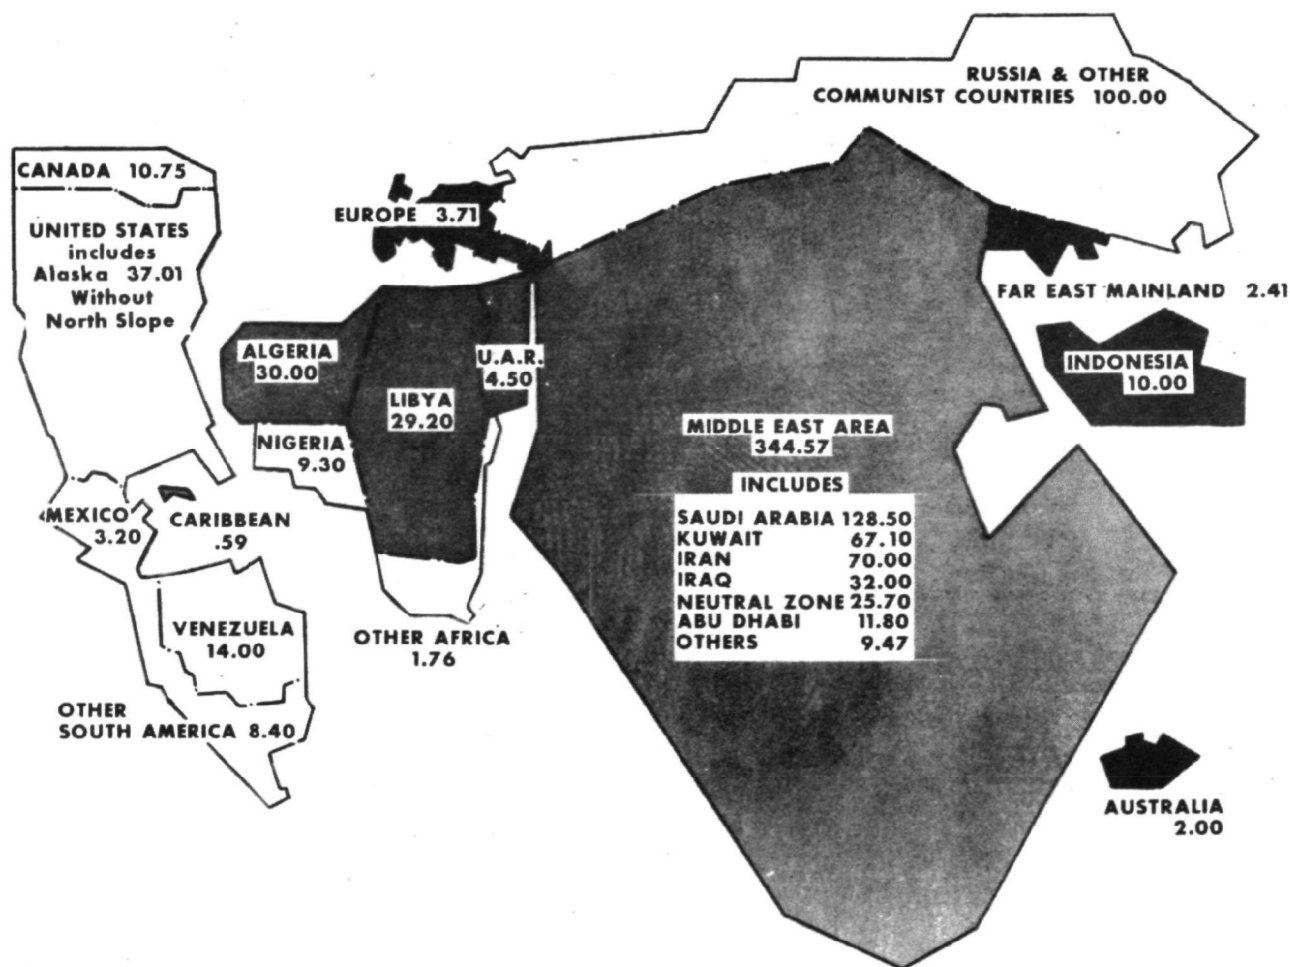 RUSSIA & OTHER
COMMUNIST COUNTRIES 100.00
CANADA 10.75
UNITED STATES
includes
Alaska 37.01
Without
North Slope
EUROPE 3.71
FAR EAST MAINLAND 2.41
ALGERIA
30.00
U.A.R.
4.50
INDONESIA
10.00
LIBYA
29.20
NIGERIA
9.30
MIDDLE EAST AREA
344.57
INCLUDES
SAUDI ARABIA 128.50
KUWAIT 67.10
IRAN 70.00
IRAQ 32.00
NEUTRAL ZONE 25.70
ABU DHABI 11.80
OTHERS 9.47
MEXICO
3.20
CARIBBEAN
.59
VENEZUELA
14.00
OTHER AFRICA
1.76
OTHER
SOUTH AMERICA 8.40
AUSTRALIA
2.00